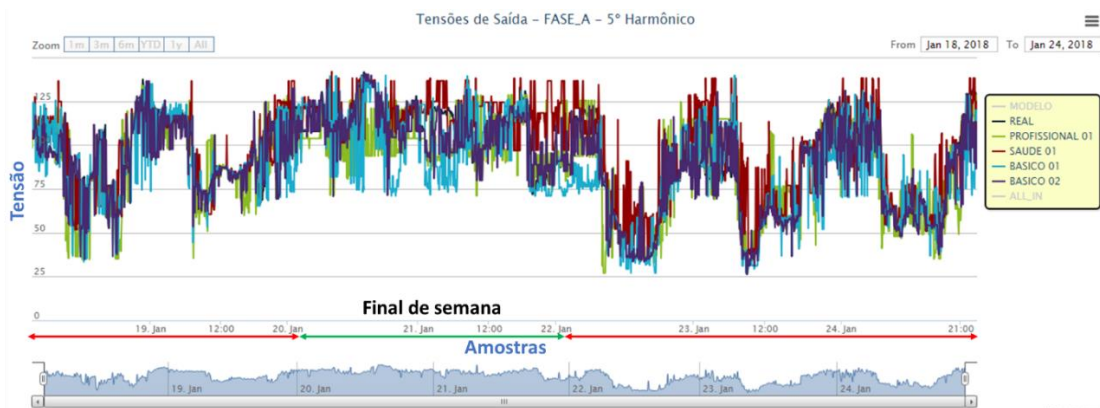 Tensões de Saída – FASE_A – 5° Harmônico
Zoom 1m 3m 6m YTD 1y All From Jan 18, 2018 To Jan 24, 2018
125
100
75
50
25
0
Tensão
MODELO
REAL
PROFISSIONAL 01
SAUDE 01
BASICO 01
BASICO 02
ALL_IN
Final de semana
19. Jan 12:00 20. Jan 21. Jan 12:00 22. Jan 23. Jan 12:00 24. Jan 21:00
Amostras
19. Jan 20. Jan 21. Jan 22. Jan 23. Jan 24. Jan